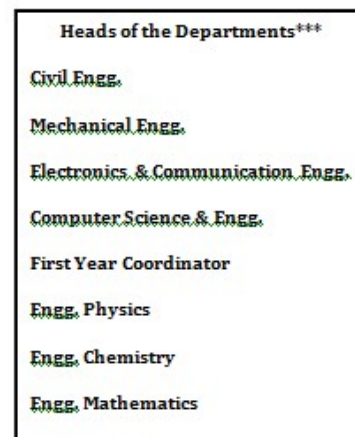 Heads of the Departments***
Civil Engg.
Mechanical Engg.
Electronics & Communication Engg.
Computer Science & Engg.
First Year Coordinator
Engg. Physics
Engg. Chemistry
Engg. Mathematics